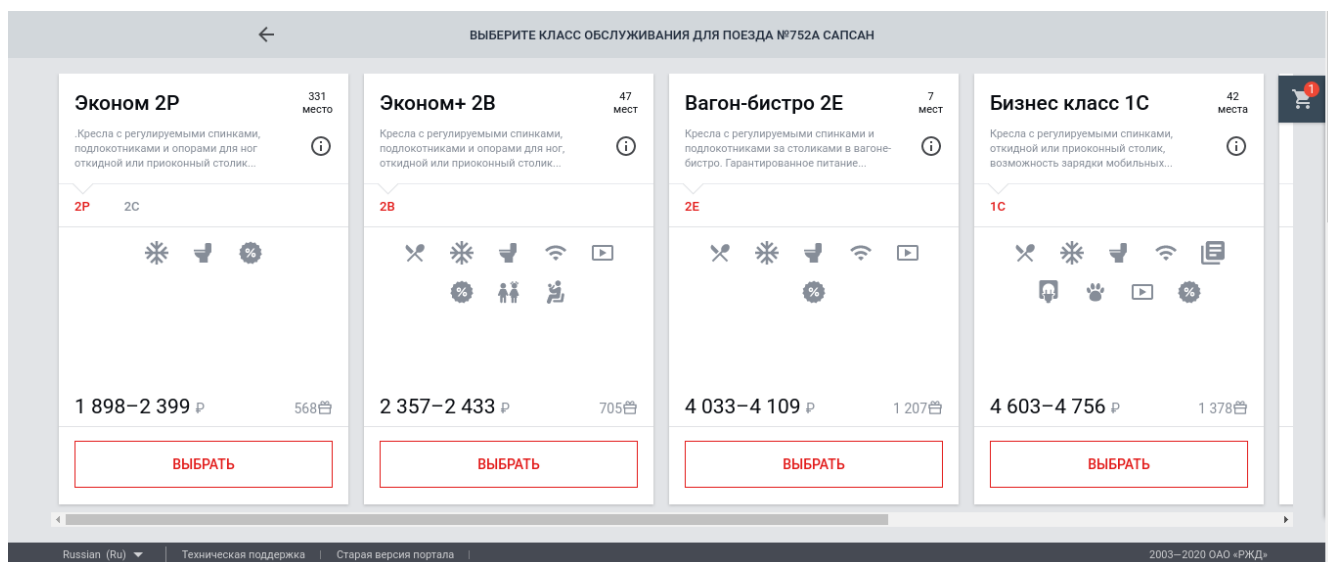 ВЫБЕРИТЕ КЛАСС ОБСЛУЖИВАНИЯ ДЛЯ ПОЕЗДА №752А САПСАН
1
Эконом 2Р
331
место
.Кресла с регулируемыми спинками,
подлокотниками и опорами для ног
откидной или приоконный столик...
2Р 2С
%
1 898–2 399 ₽
568
ВЫБРАТЬ
Эконом+ 2В
47
мест
Кресла с регулируемыми спинками,
подлокотниками и опорами для ног,
откидной или приоконный столик...
2В
%
2 357–2 433 ₽
705
ВЫБРАТЬ
Вагон-бистро 2Е
7
мест
Кресла с регулируемыми спинками и
подлокотниками за столиками в вагоне-
бистро. Гарантированное питание...
2Е
%
4 033–4 109 ₽
1 207
ВЫБРАТЬ
Бизнес класс 1С
42
места
Кресла с регулируемыми спинками,
откидной или приоконный столик,
возможность зарядки мобильных...
1С
%
4 603–4 756 ₽
1 378
ВЫБРАТЬ
Russian (Ru) | Техническая поддержка | Старая версия портала |
2003—2020 ОАО «РЖД»